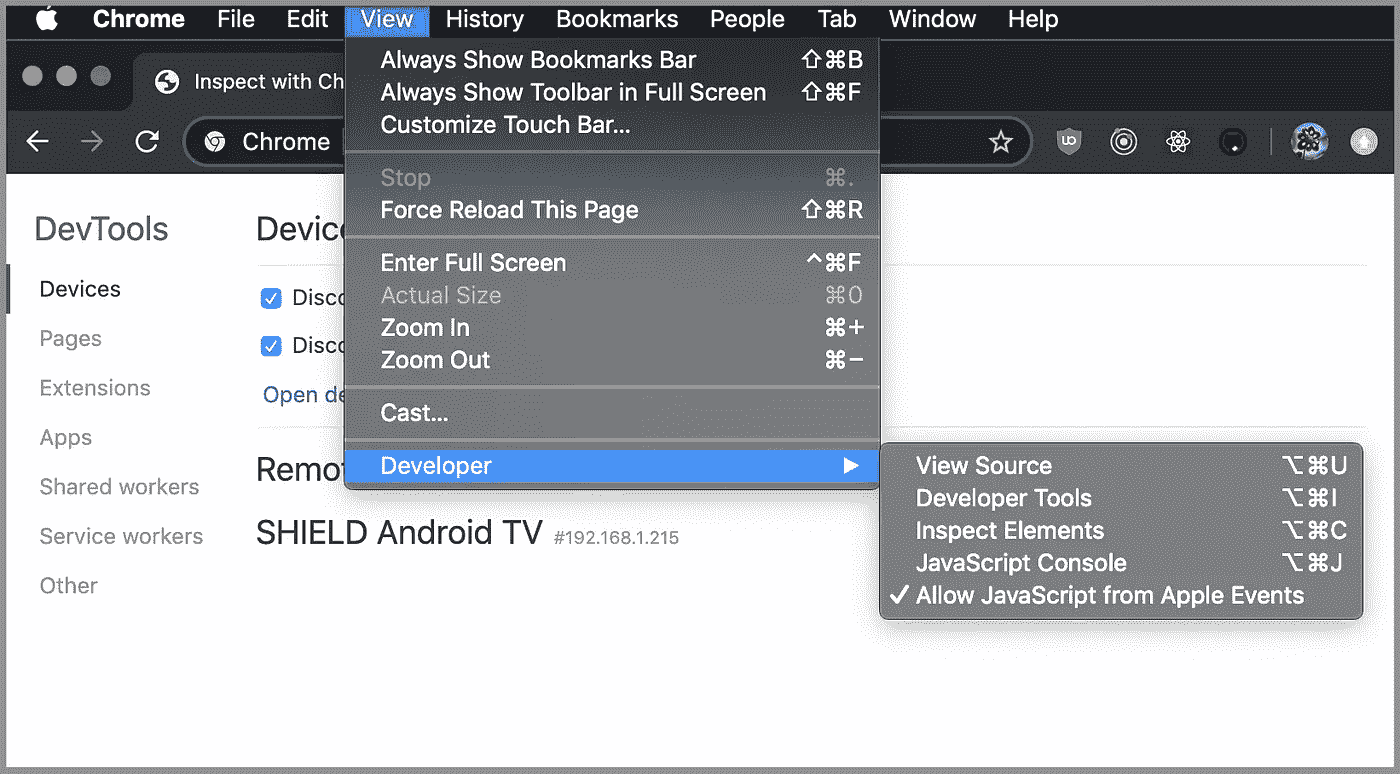 Chrome File Edit View History Bookmarks People Tab Window Help
Inspect with Ch
Chrome
Always Show Bookmarks Bar ⇧⌘B
Always Show Toolbar in Full Screen ⇧⌘F
Customize Touch Bar...
Stop ⌘.
Force Reload This Page ⇧⌘R
Enter Full Screen ^⌘F
Actual Size ⌘0
Zoom In ⌘+
Zoom Out ⌘−
Cast...
Developer ▶
View Source ⌥⌘U
Developer Tools ⌥⌘I
Inspect Elements ⌥⌘C
JavaScript Console ⌥⌘J
✓ Allow JavaScript from Apple Events
DevTools
Devices
Pages
Extensions
Apps
Shared workers
Service workers
Other
Device
Disco
Disco
Open de
Remot
SHIELD Android TV #192.168.1.215